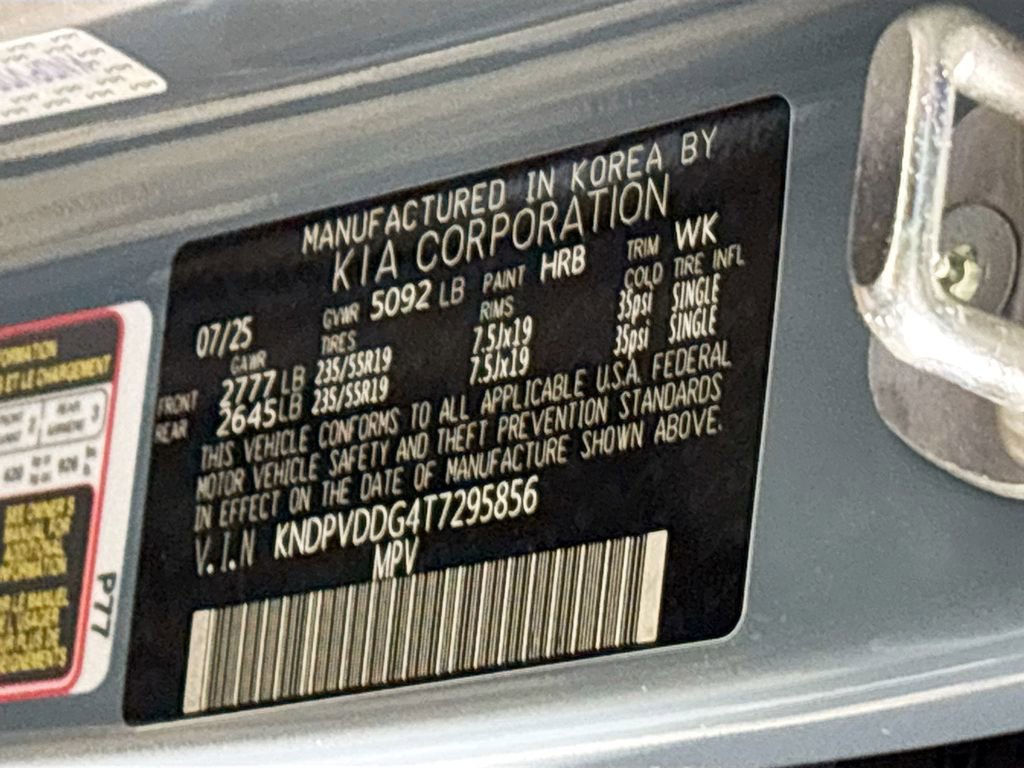 MANUFACTURED IN KOREA BY
KIA CORPORATION
07/25 GVWR 5092 LB PAINT HRB TRIM WK
GAWR TIRES RIMS COLD TIRE INFL
FRONT 2777 LB 235/55R19 7.5Jx19 35psi SINGLE
REAR 2645 LB 235/55R19 7.5Jx19 35psi SINGLE
THIS VEHICLE CONFORMS TO ALL APPLICABLE U.S.A. FEDERAL
MOTOR VEHICLE SAFETY AND THEFT PREVENTION STANDARDS
IN EFFECT ON THE DATE OF MANUFACTURE SHOWN ABOVE.
V.I.N KNDPVDDG4T7295856
MPV
ET LE CHARGEMENT
P77